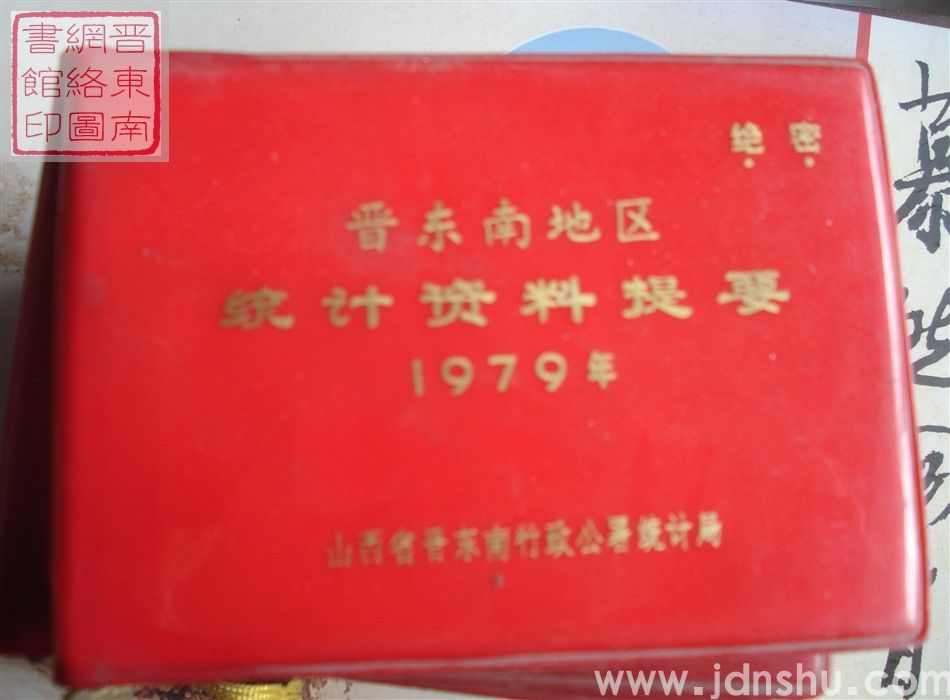 晋東南
網絡圖
書館印
绝密
晋东南地区
统计资料提要
1979年
山西省晋东南行政公署统计局
www.jdnshu.com